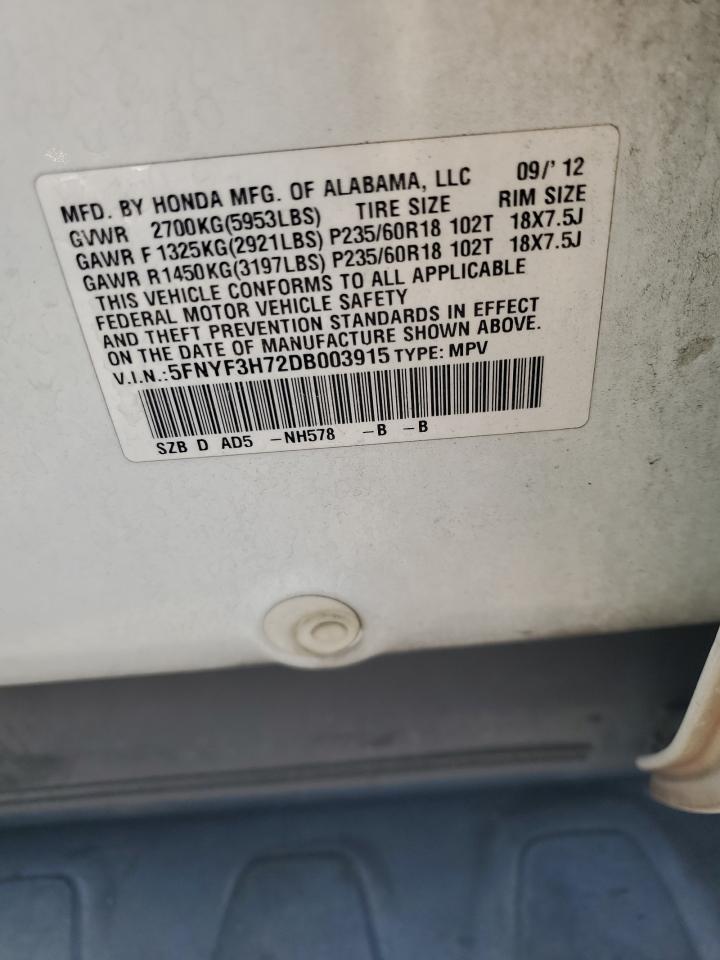 MFD. BY HONDA MFG. OF ALABAMA, LLC 09/' 12
GVWR 2700KG(5953LBS) TIRE SIZE RIM SIZE
GAWR F 1325KG(2921LBS) P235/60R18 102T 18X7.5J
GAWR R1450KG(3197LBS) P235/60R18 102T 18X7.5J
THIS VEHICLE CONFORMS TO ALL APPLICABLE
FEDERAL MOTOR VEHICLE SAFETY
AND THEFT PREVENTION STANDARDS IN EFFECT
ON THE DATE OF MANUFACTURE SHOWN ABOVE.
V.I.N.:5FNYF3H72DB003915 TYPE: MPV
SZB D AD5 -NH578 -B -B